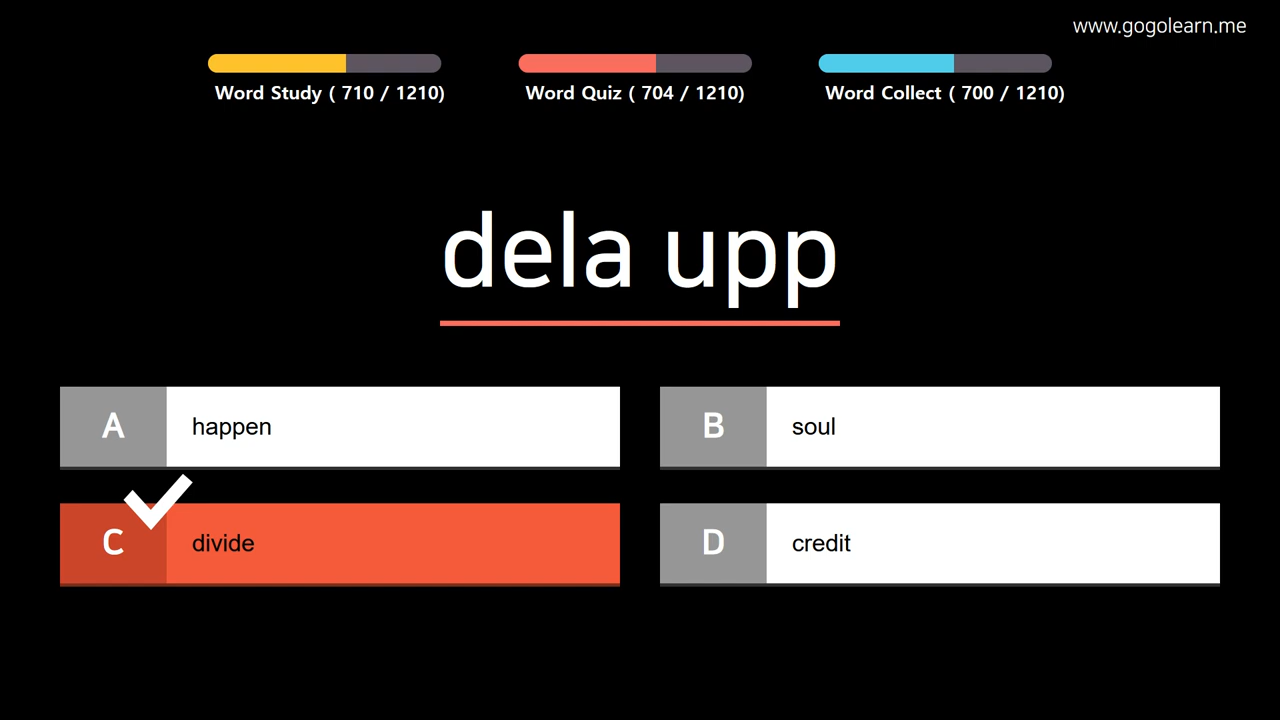 www.gogolearn.me
Word Study ( 710 / 1210)
Word Quiz ( 704 / 1210)
Word Collect ( 700 / 1210)
dela upp
A happen
B soul
C divide
D credit